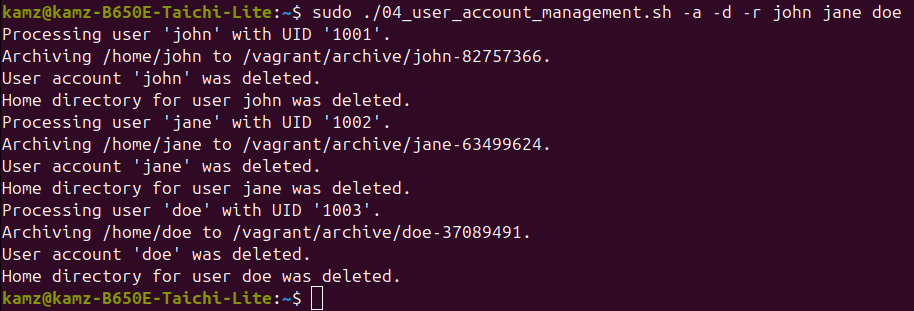 kamz@kamz-B650E-Taichi-Lite:~$ sudo ./04_user_account_management.sh -a -d -r john jane doe
Processing user 'john' with UID '1001'.
Archiving /home/john to /vagrant/archive/john-82757366.
User account 'john' was deleted.
Home directory for user john was deleted.
Processing user 'jane' with UID '1002'.
Archiving /home/jane to /vagrant/archive/jane-63499624.
User account 'jane' was deleted.
Home directory for user jane was deleted.
Processing user 'doe' with UID '1003'.
Archiving /home/doe to /vagrant/archive/doe-37089491.
User account 'doe' was deleted.
Home directory for user doe was deleted.
kamz@kamz-B650E-Taichi-Lite:~$